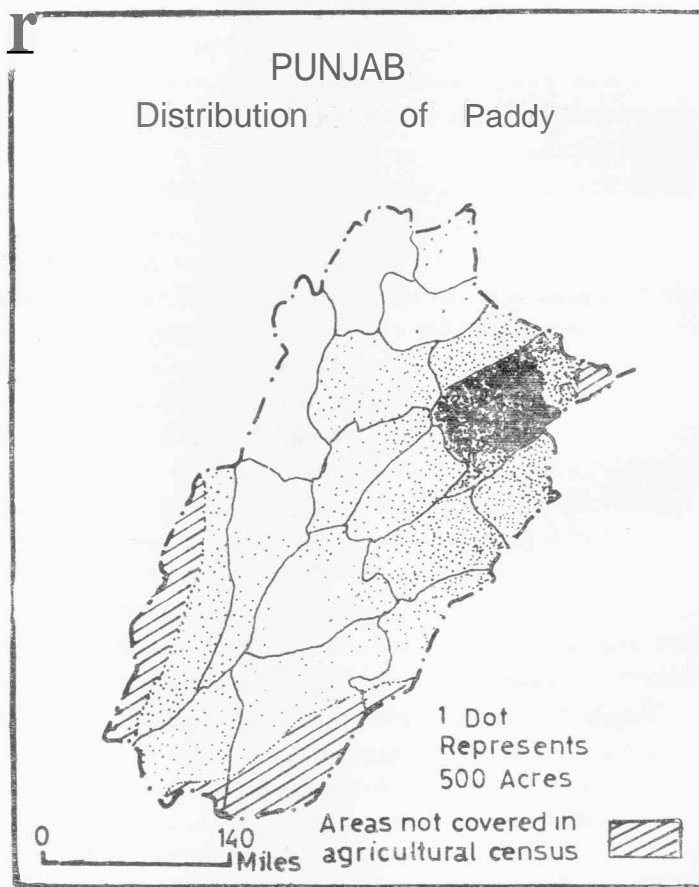 r
PUNJAB
Distribution of Paddy
1 Dot
Represents
500 Acres
Areas not covered in
agricultural census
0 140
Miles